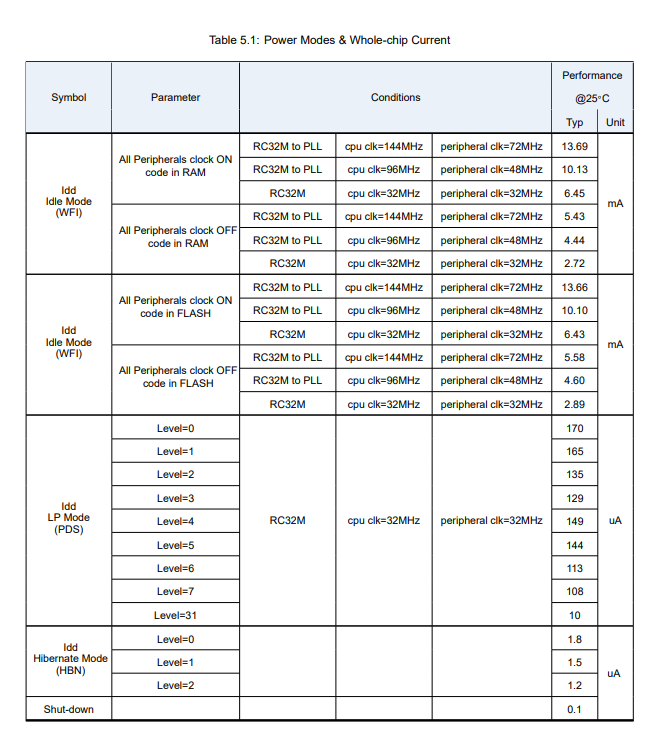 Table 5.1: Power Modes & Whole-chip Current
Symbol Parameter Conditions Performance @25°C
Typ Unit
Idd
Idle Mode
(WFI)
All Peripherals clock ON
code in RAM
RC32M to PLL cpu clk=144MHz peripheral clk=72MHz 13.69 mA
RC32M to PLL cpu clk=96MHz peripheral clk=48MHz 10.13
RC32M cpu clk=32MHz peripheral clk=32MHz 6.45
All Peripherals clock OFF
code in RAM
RC32M to PLL cpu clk=144MHz peripheral clk=72MHz 5.43
RC32M to PLL cpu clk=96MHz peripheral clk=48MHz 4.44
RC32M cpu clk=32MHz peripheral clk=32MHz 2.72
Idd
Idle Mode
(WFI)
All Peripherals clock ON
code in FLASH
RC32M to PLL cpu clk=144MHz peripheral clk=72MHz 13.66 mA
RC32M to PLL cpu clk=96MHz peripheral clk=48MHz 10.10
RC32M cpu clk=32MHz peripheral clk=32MHz 6.43
All Peripherals clock OFF
code in FLASH
RC32M to PLL cpu clk=144MHz peripheral clk=72MHz 5.58
RC32M to PLL cpu clk=96MHz peripheral clk=48MHz 4.60
RC32M cpu clk=32MHz peripheral clk=32MHz 2.89
Idd
LP Mode
(PDS)
Level=0 170
Level=1 165
Level=2 135
Level=3 129
Level=4 RC32M cpu clk=32MHz peripheral clk=32MHz 149 uA
Level=5 144
Level=6 113
Level=7 108
Level=31 10
Idd
Hibernate Mode
(HBN)
Level=0 1.8
Level=1 1.5 uA
Level=2 1.2
Shut-down 0.1